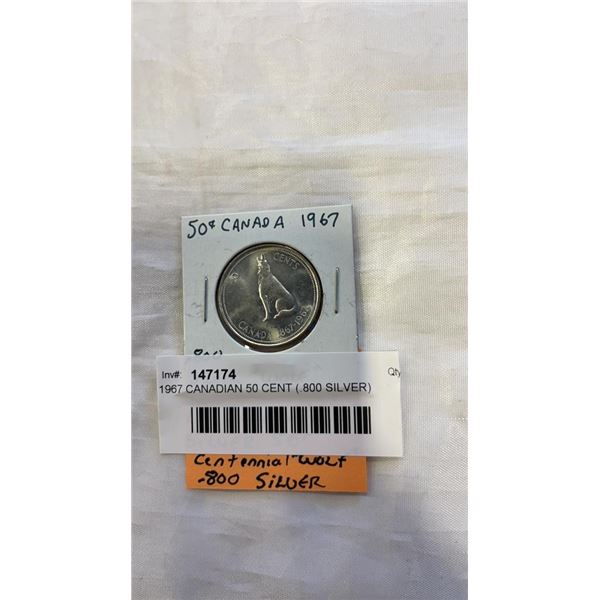 50¢ CANADA 1967
50 CENTS
CANADA 1867-1967
Inv#: 147174 Qty
1967 CANADIAN 50 CENT (.800 SILVER)
Centennial-WOLF
.800 SILVER